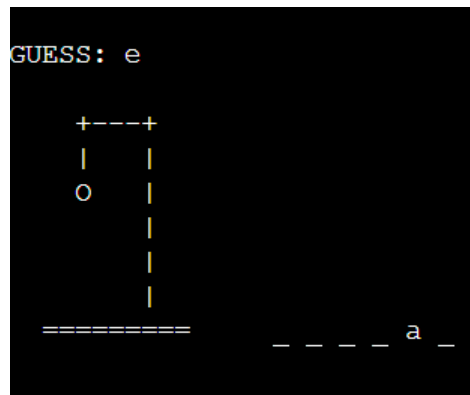 GUESS: e
+---+
|   |
O   |
|
|
|
=========
_ _ _ _ a _